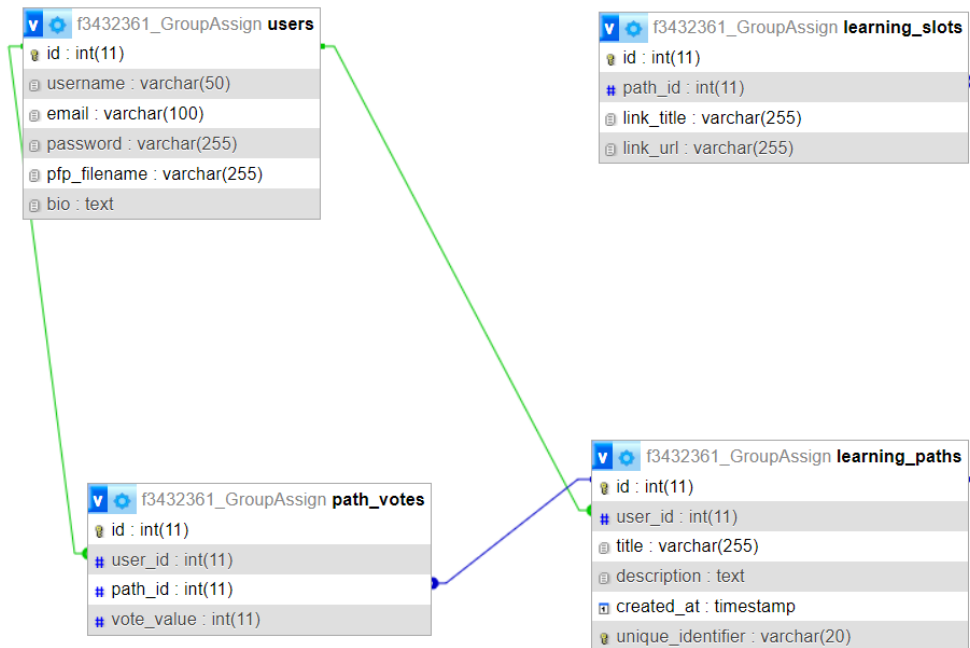 f3432361_GroupAssign users
id : int(11)
username : varchar(50)
email : varchar(100)
password : varchar(255)
pfp_filename : varchar(255)
bio : text
f3432361_GroupAssign learning_slots
id : int(11)
# path_id : int(11)
link_title : varchar(255)
link_url : varchar(255)
f3432361_GroupAssign path_votes
id : int(11)
# user_id : int(11)
# path_id : int(11)
# vote_value : int(11)
f3432361_GroupAssign learning_paths
id : int(11)
# user_id : int(11)
title : varchar(255)
description : text
created_at : timestamp
unique_identifier : varchar(20)